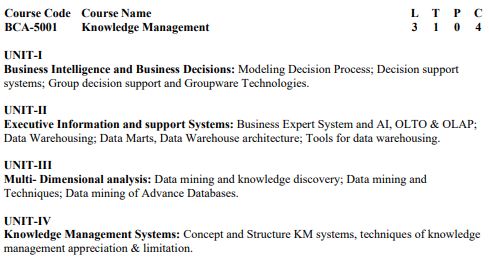 Course Code Course Name L T P C
BCA-5001 Knowledge Management 3 1 0 4
UNIT-I
Business Intelligence and Business Decisions: Modeling Decision Process; Decision support
systems; Group decision support and Groupware Technologies.
UNIT-II
Executive Information and support Systems: Business Expert System and AI, OLTO & OLAP;
Data Warehousing; Data Marts, Data Warehouse architecture; Tools for data warehousing.
UNIT-III
Multi- Dimensional analysis: Data mining and knowledge discovery; Data mining and
Techniques; Data mining of Advance Databases.
UNIT-IV
Knowledge Management Systems: Concept and Structure KM systems, techniques of knowledge
management appreciation & limitation.